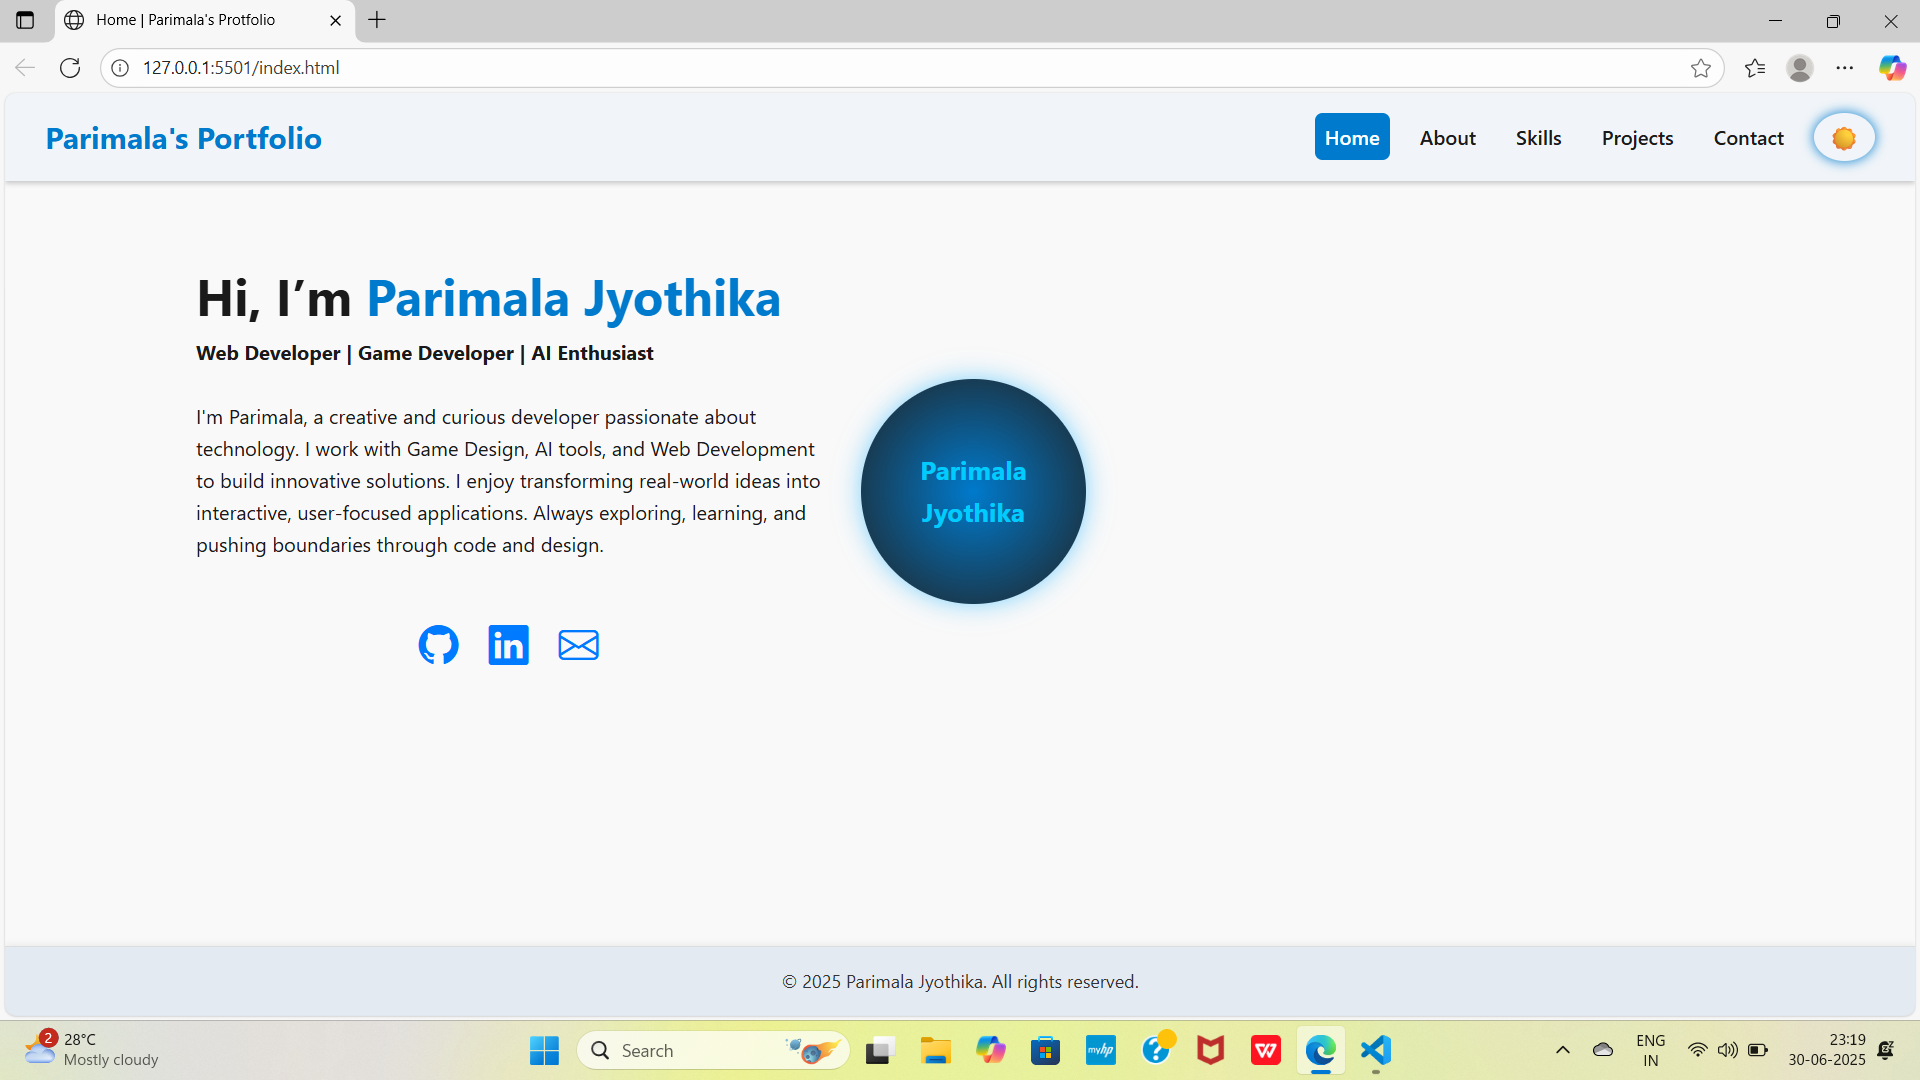 Home | Parimala's Protfolio
127.0.0.1:5501/index.html
Parimala's Portfolio
Home
About
Skills
Projects
Contact
Hi, I’m Parimala Jyothika
Web Developer | Game Developer | AI Enthusiast
I'm Parimala, a creative and curious developer passionate about
technology. I work with Game Design, AI tools, and Web Development
to build innovative solutions. I enjoy transforming real-world ideas into
interactive, user-focused applications. Always exploring, learning, and
pushing boundaries through code and design.
Parimala
Jyothika
in
© 2025 Parimala Jyothika. All rights reserved.
2
28°C
Mostly cloudy
Search
myhp
ENG
IN
23:19
30-06-2025